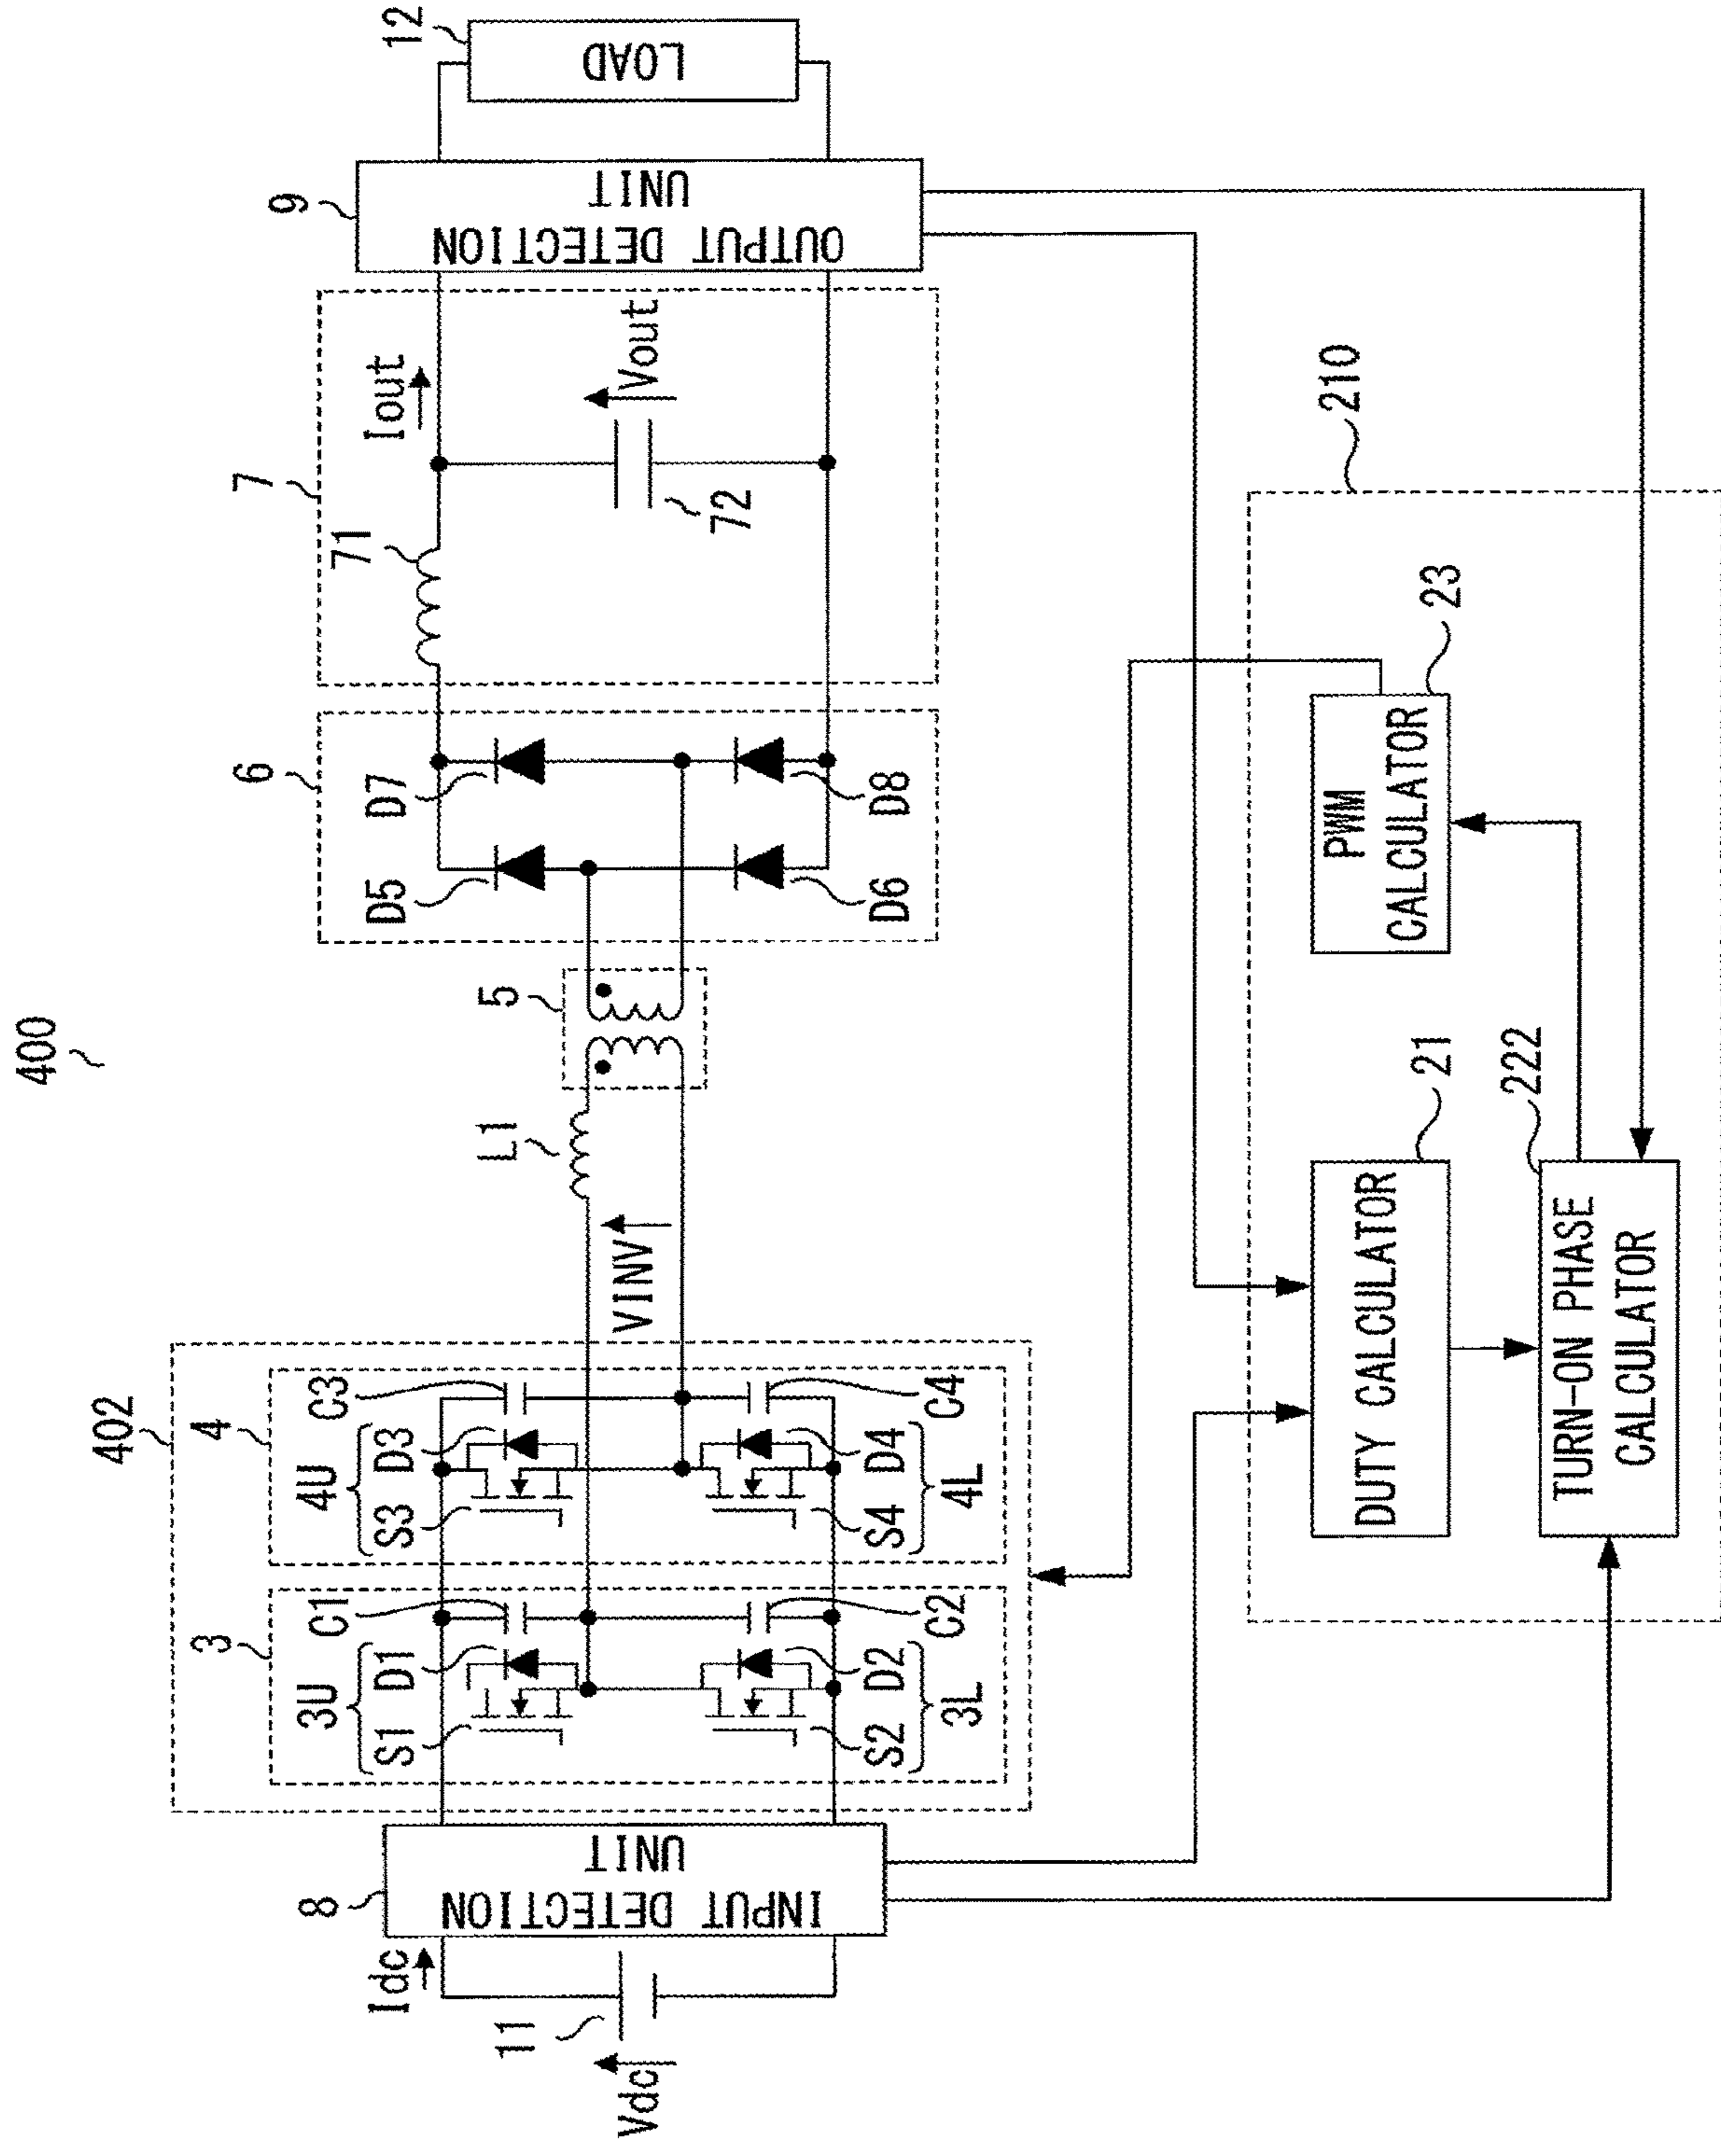 400
402
3
4
3U
4U
S1
D1
C1
S3
D3
C3
S2
D2
C2
S4
D4
C4
3L
4L
8
INPUT DETECTION
UNIT
Idc
11
Vdc
VINV
L1
5
6
D5
D7
D6
D8
7
71
72
Iout
Vout
9
OUTPUT DETECTION
UNIT
12
LOAD
210
DUTY CALCULATOR
21
TURN-ON PHASE
CALCULATOR
222
PWM
CALCULATOR
23